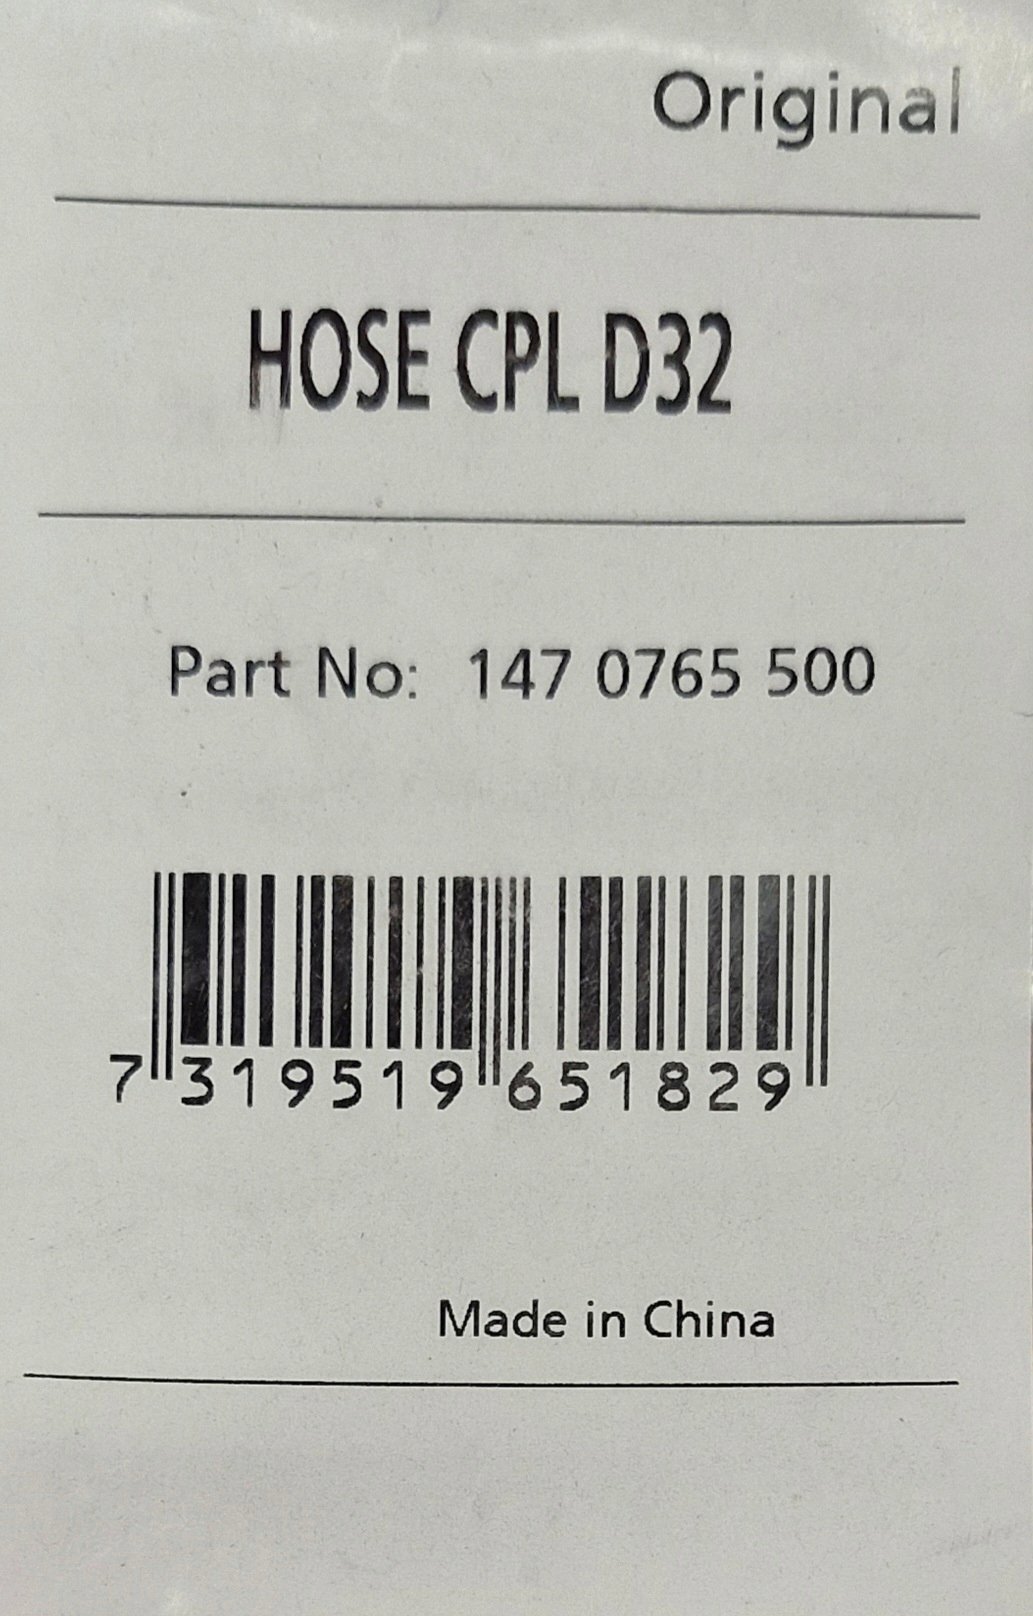 Original
HOSE CPL D32
Part No: 147 0765 500
7 319519 651829
Made in China